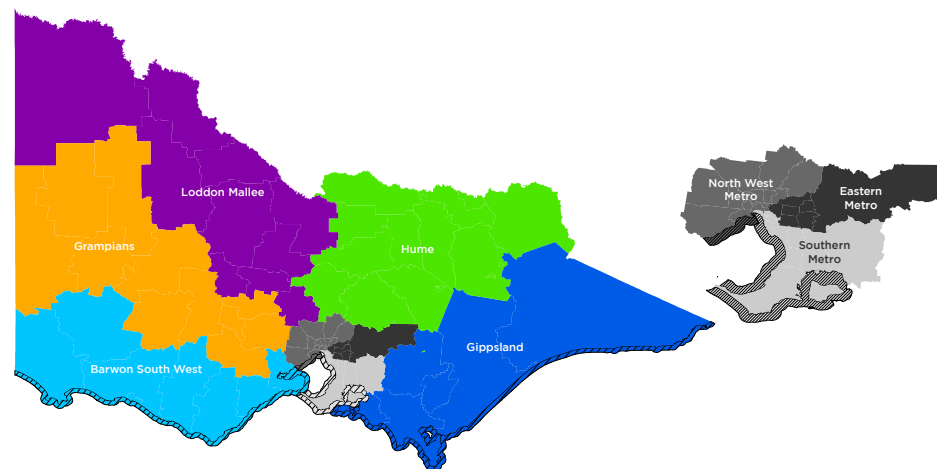 Loddon Mallee
Grampians
Hume
Barwon South West
Gippsland
North West
Metro
Eastern
Metro
Southern
Metro